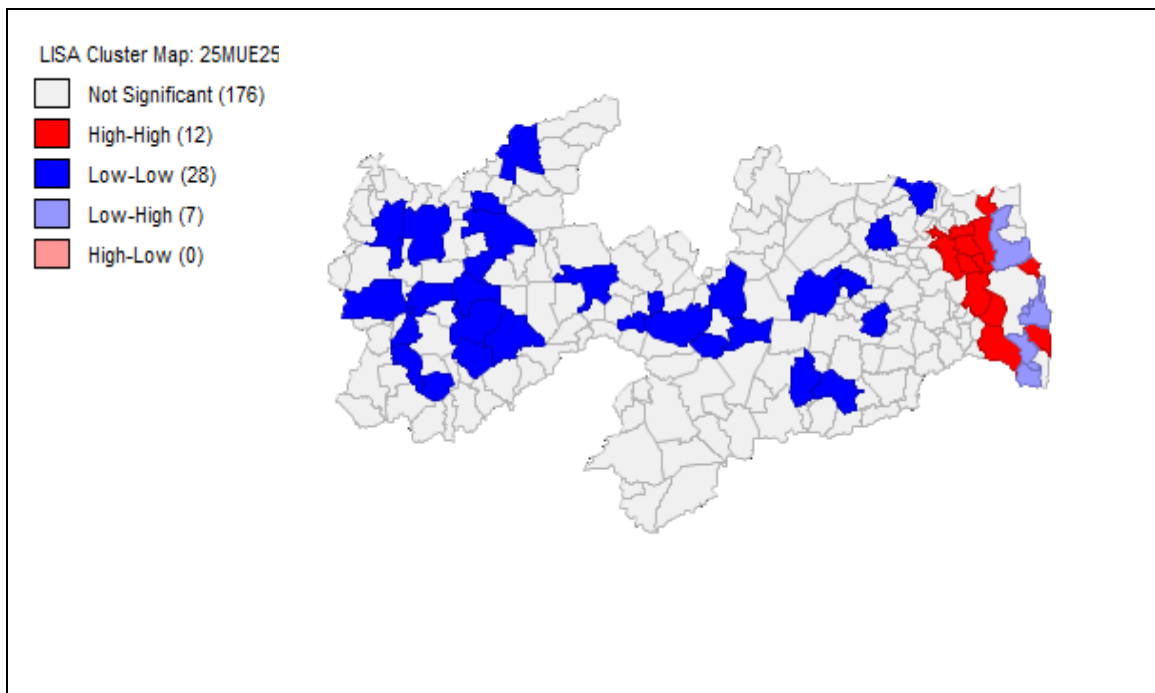 LISA Cluster Map: 25MUE25
Not Significant (176)
High-High (12)
Low-Low (28)
Low-High (7)
High-Low (0)